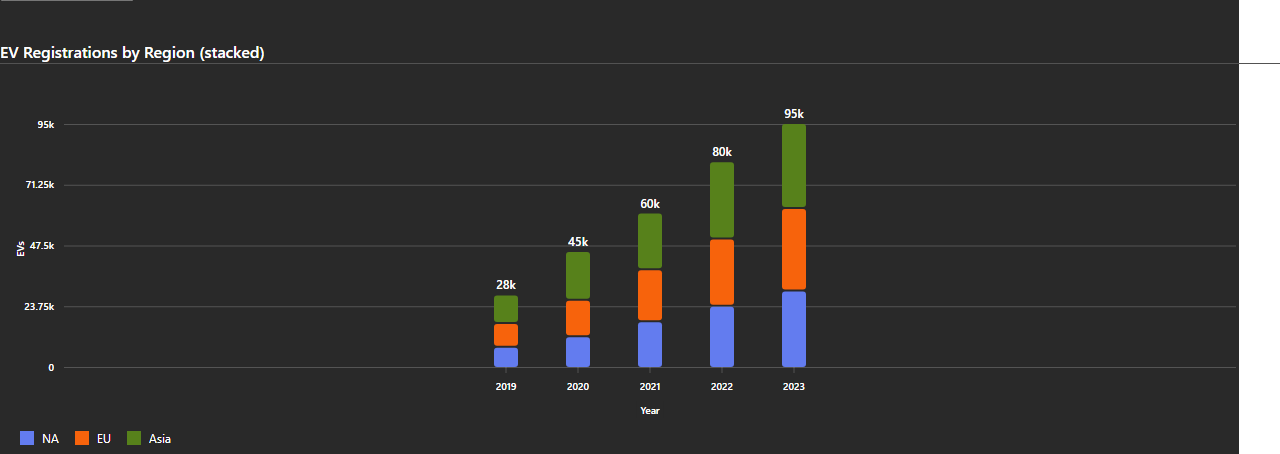 EV Registrations by Region (stacked)
95k
80k
60k
45k
28k
95k
71.25k
47.5k
23.75k
0
EVs
2019 2020 2021 2022 2023
Year
NA EU Asia